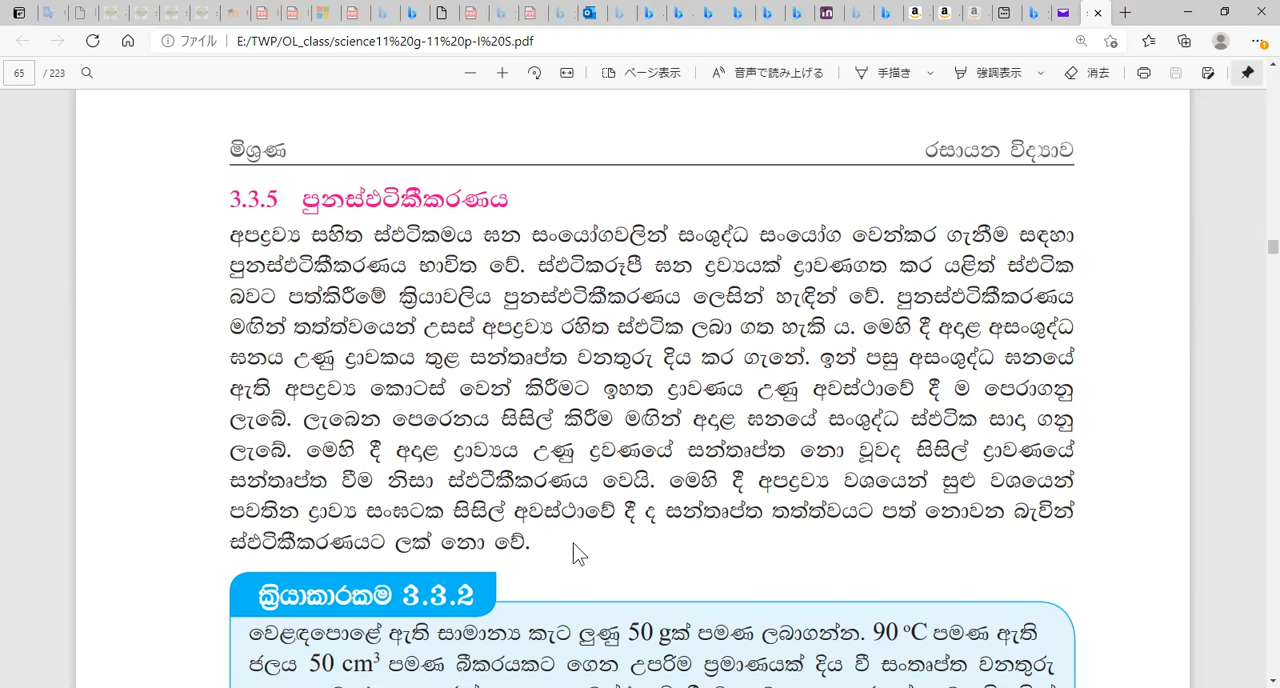 ファイル E:/TWP/OL_class/science11%20g-11%20p-I%20S.pdf
65 / 223 ページ表示 音声で読み上げる 手描き 強調表示 消去
මිශ්‍රණ රසායන විද්‍යාව
3.3.5 පුනස්ඵටිකීකරණය
අපද්‍රව්‍ය සහිත ස්ඵටිකමය ඝන සංයෝගවලින් සංශුද්ධ සංයෝග වෙන්කර ගැනීම සඳහා
පුනස්ඵටිකීකරණය භාවිත වේ. ස්ඵටිකරූපී ඝන ද්‍රව්‍යයක් ද්‍රාවණගත කර යළිත් ස්ඵටික
බවට පත්කිරීමේ ක්‍රියාවලිය පුනස්ඵටිකීකරණය ලෙසින් හැඳින් වේ. පුනස්ඵටිකීකරණය
මඟින් තත්ත්වයෙන් උසස් අපද්‍රව්‍ය රහිත ස්ඵටික ලබා ගත හැකි ය. මෙහි දී අදාළ අසංශුද්ධ
ඝනය උණු ද්‍රාවකය තුළ සන්තෘප්ත වනතුරු දිය කර ගැනේ. ඉන් පසු අසංශුද්ධ ඝනයේ
ඇති අපද්‍රව්‍ය කොටස් වෙන් කිරීමට ඉහත ද්‍රාවණය උණු අවස්ථාවේ දී ම පෙරාගනු
ලැබේ. ලැබෙන පෙරෙනය සිසිල් කිරීම මඟින් අදාළ ඝනයේ සංශුද්ධ ස්ඵටික සාදා ගනු
ලැබේ. මෙහි දී අදාළ ද්‍රාව්‍යය උණු ද්‍රවණයේ සන්තෘප්ත නො වූවද සිසිල් ද්‍රාවණයේ
සන්තෘප්ත වීම නිසා ස්ඵටීකීකරණය වෙයි. මෙහි දී අපද්‍රව්‍ය වශයෙන් සුළු වශයෙන්
පවතින ද්‍රාව්‍ය සංඝටක සිසිල් අවස්ථාවේ දී ද සන්තෘප්ත තත්ත්වයට පත් නොවන බැවින්
ස්ඵටිකීකරණයට ලක් නො වේ.
ක්‍රියාකාරකම 3.3.2
වෙළඳපොළේ ඇති සාමාන්‍ය කැට ලුණු 50 gක් පමණ ලබාගන්න. 90 °C පමණ ඇති
ජලය 50 cm³ පමණ බීකරයකට ගෙන උපරිම ප්‍රමාණයක් දිය වී සංතෘප්ත වනතුරු